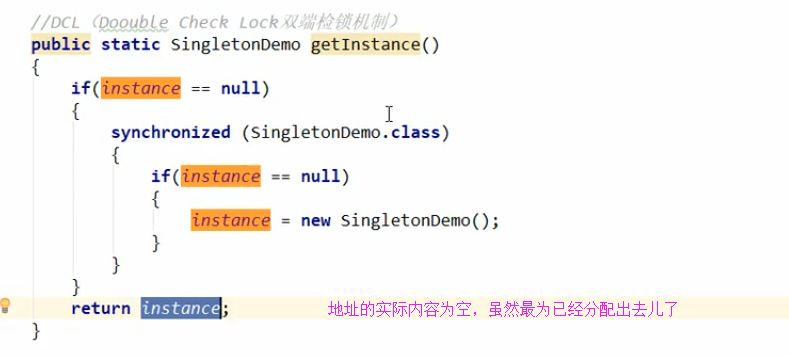 //DCL（Doouble Check Lock双端检锁机制）
public static SingletonDemo getInstance()
{
if(instance == null)
{
synchronized (SingletonDemo.class)
{
if(instance == null)
{
instance = new SingletonDemo();
}
}
}
return instance; 地址的实际内容为空，虽然最为已经分配出去儿了
}